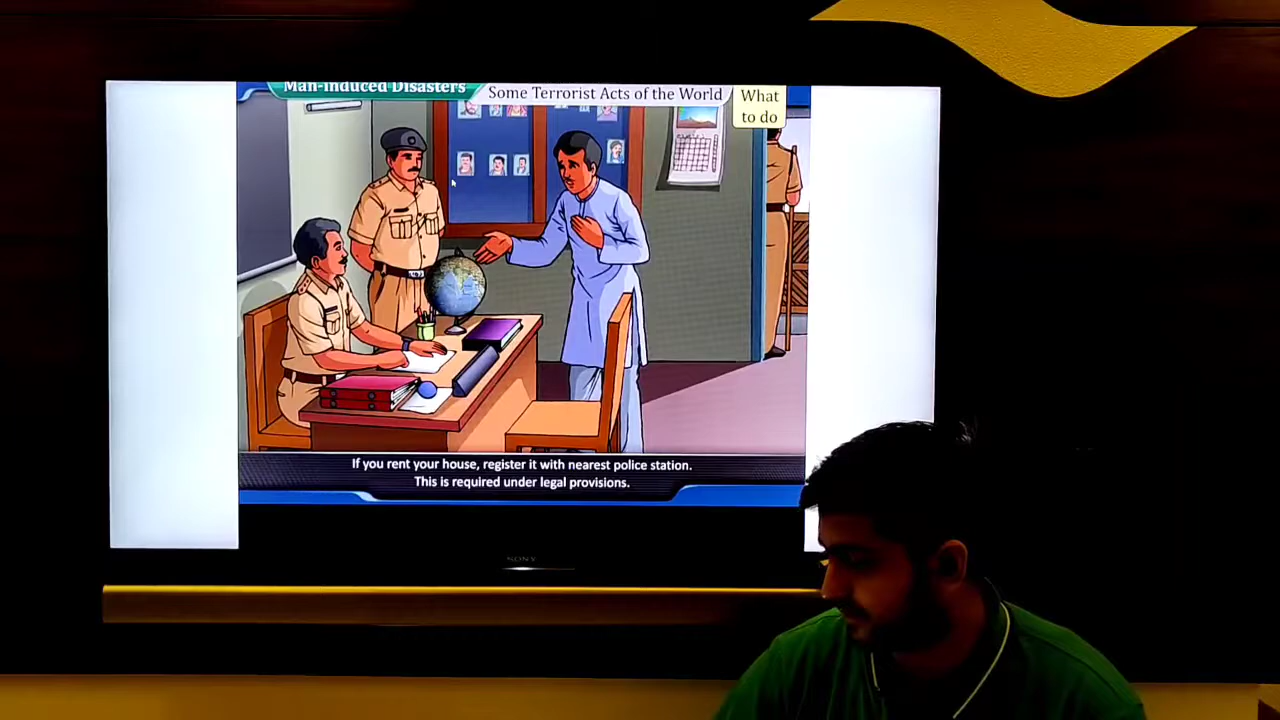 Man-induced Disasters
Some Terrorist Acts of the World
What
to do
If you rent your house, register it with nearest police station.
This is required under legal provisions.
SONY